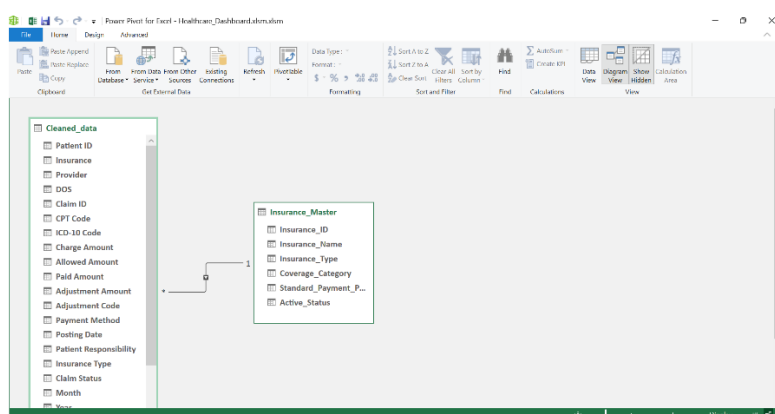 Power Pivot for Excel - Healthcare_Dashboard.xlsm.xlsm
File Home Design Advanced
Paste
Paste Append
Paste Replace
Copy
Clipboard
From Database
From Data Service
From Other Sources
Existing Connections
Get External Data
Refresh
PivotTable
Data Type:
Format:
$ % ,
Formatting
Sort A to Z
Sort Z to A
Clear Sort
Clear All Filters
Sort by Column
Sort and Filter
Find
Find
AutoSum
Create KPI
Calculations
Data View
Diagram View
Show Hidden
Calculation Area
View
Cleaned_data
Patient ID
Insurance
Provider
DOS
Claim ID
CPT Code
ICD-10 Code
Charge Amount
Allowed Amount
Paid Amount
Adjustment Amount
Adjustment Code
Payment Method
Posting Date
Patient Responsibility
Insurance Type
Claim Status
Month
Year
*
1
Insurance_Master
Insurance_ID
Insurance_Name
Insurance_Type
Coverage_Category
Standard_Payment_P...
Active_Status